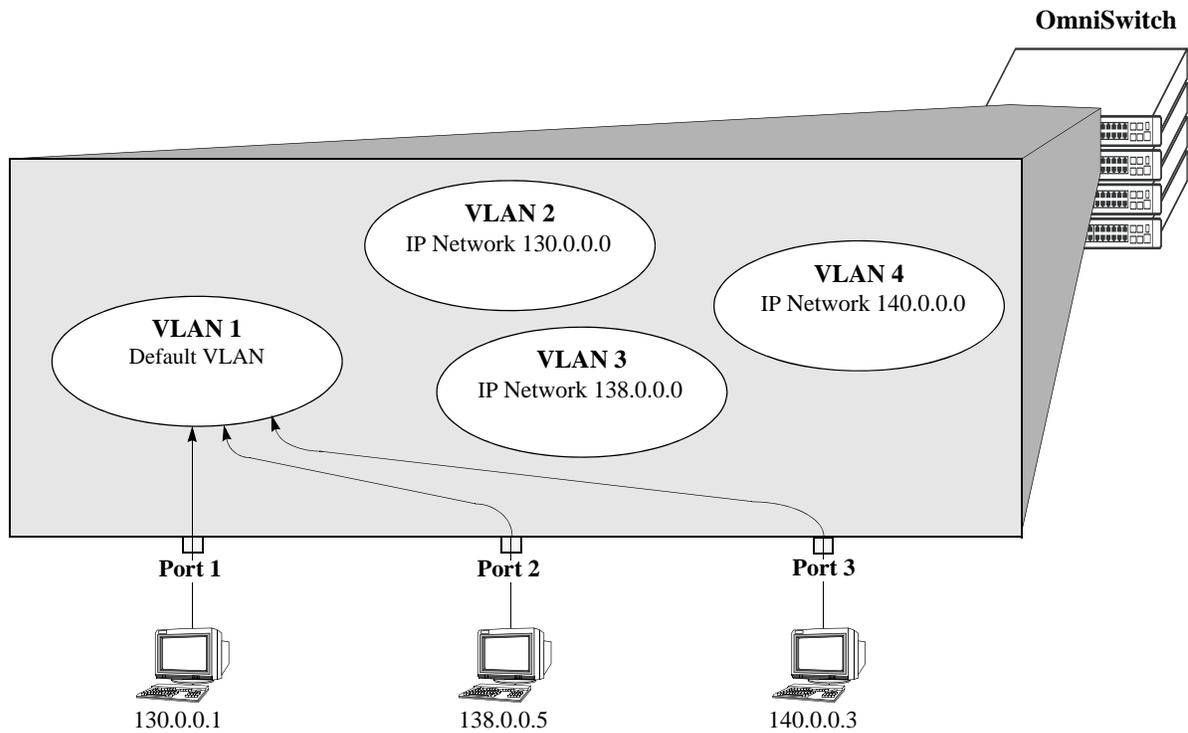 OmniSwitch
VLAN 2
IP Network 130.0.0.0
VLAN 4
IP Network 140.0.0.0
VLAN 1
Default VLAN
VLAN 3
IP Network 138.0.0.0
Port 1
Port 2
Port 3
130.0.0.1
138.0.0.5
140.0.0.3